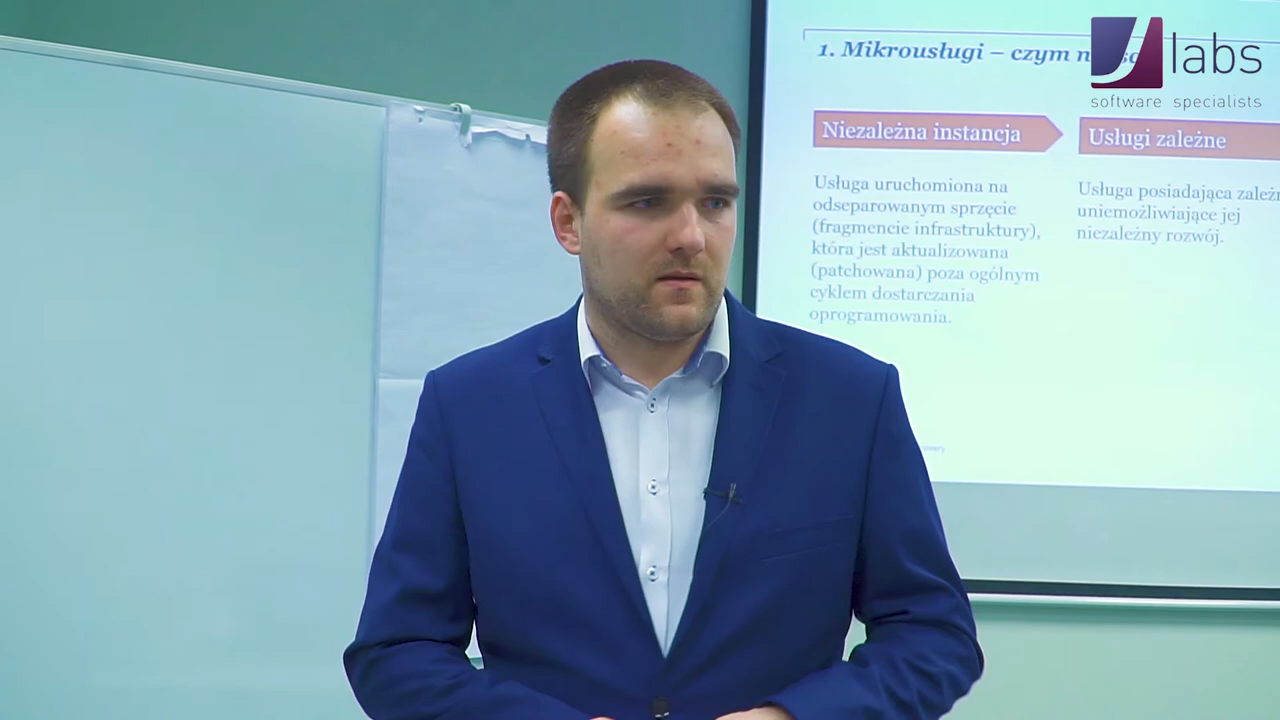 1. Mikrousługi – czym
labs
software specialists
Niezależna instancja
Usługi zależne
Usługa uruchomiona na
odseparowanym sprzęcie
(fragmencie infrastruktury),
która jest aktualizowana
(patchowana) poza ogólnym
cyklem dostarczania
oprogramowania.
Usługa posiadająca
uniemożliwiające jej
niezależny rozwój.